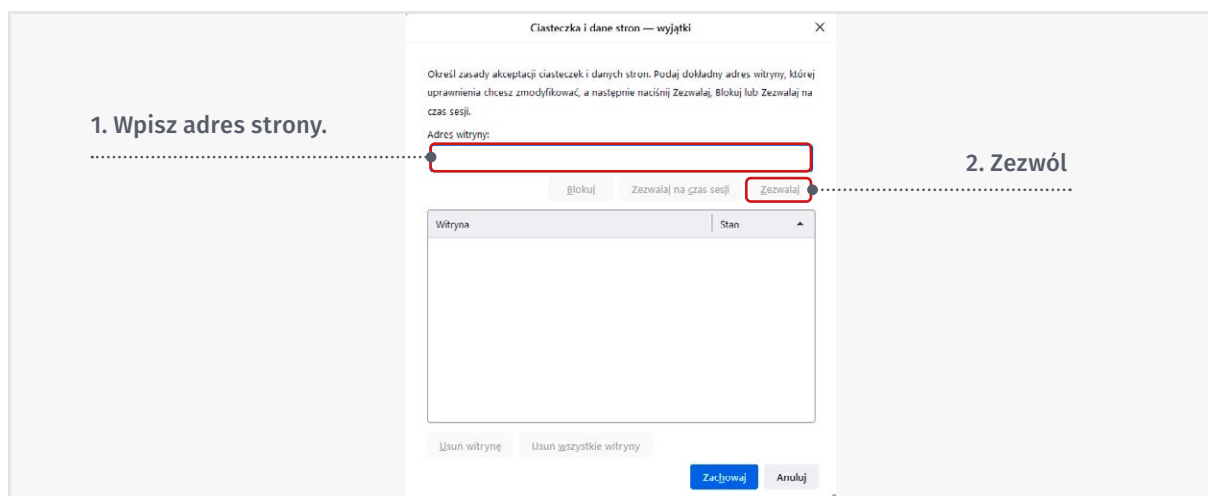 Ciasteczka i dane stron — wyjątki
Określ zasady akceptacji ciasteczek i danych stron. Podaj dokładny adres witryny, której
uprawnienia chcesz zmodyfikować, a następnie naciśnij Zezwalaj, Blokuj lub Zezwalaj na
czas sesji.
1. Wpisz adres strony.
Adres witryny:
2. Zezwól
Blokuj Zezwalaj na czas sesji Zezwalaj
Witryna Stan
Usuń witrynę Usuń wszystkie witryny
Zachowaj Anuluj